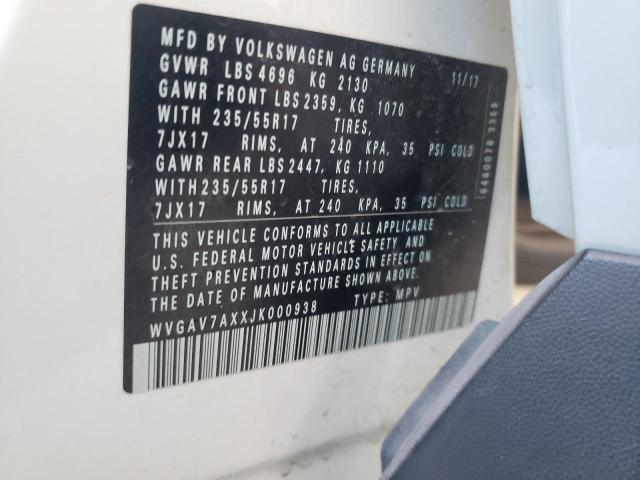 MFD BY VOLKSWAGEN AG GERMANY 11/17
GVWR LBS 4696 KG 2130
GAWR FRONT LBS 2359, KG 1070
WITH 235/55R17 TIRES,
7JX17 RIMS, AT 240 KPA, 35 PSI COLD
GAWR REAR LBS 2447, KG 1110
WITH 235/55R17 TIRES,
7JX17 RIMS, AT 240 KPA, 35 PSI COLD
THIS VEHICLE CONFORMS TO ALL APPLICABLE
U.S. FEDERAL MOTOR VEHICLE SAFETY AND
THEFT PREVENTION STANDARDS IN EFFECT ON
THE DATE OF MANUFACTURE SHOWN ABOVE.
WVGAV7AXXJK000938 TYPE: MPV
6460078 3353